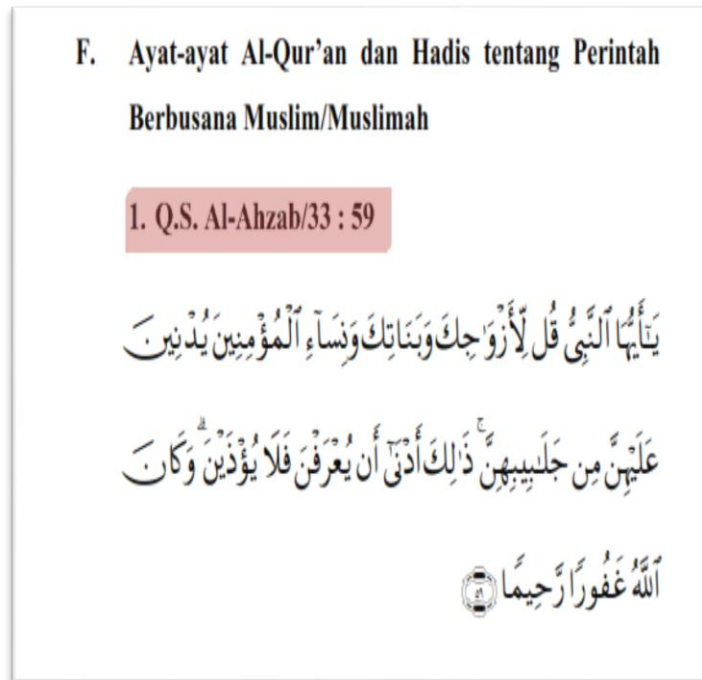 F. Ayat-ayat Al-Qur’an dan Hadis tentang Perintah
Berbusana Muslim/Muslimah
1. Q.S. Al-Ahzab/33 : 59
يَـٰٓأَيُّهَا ٱلنَّبِىُّ قُل لِّأَزْوَٰجِكَ وَبَنَاتِكَ وَنِسَآءِ ٱلْمُؤْمِنِينَ يُدْنِينَ
عَلَيْهِنَّ مِن جَلَـٰبِيبِهِنَّ ۚ ذَٰلِكَ أَدْنَىٰٓ أَن يُعْرَفْنَ فَلَا يُؤْذَيْنَ ۗ وَكَانَ
ٱللَّهُ غَفُورًا رَّحِيمًا ۝٥٩